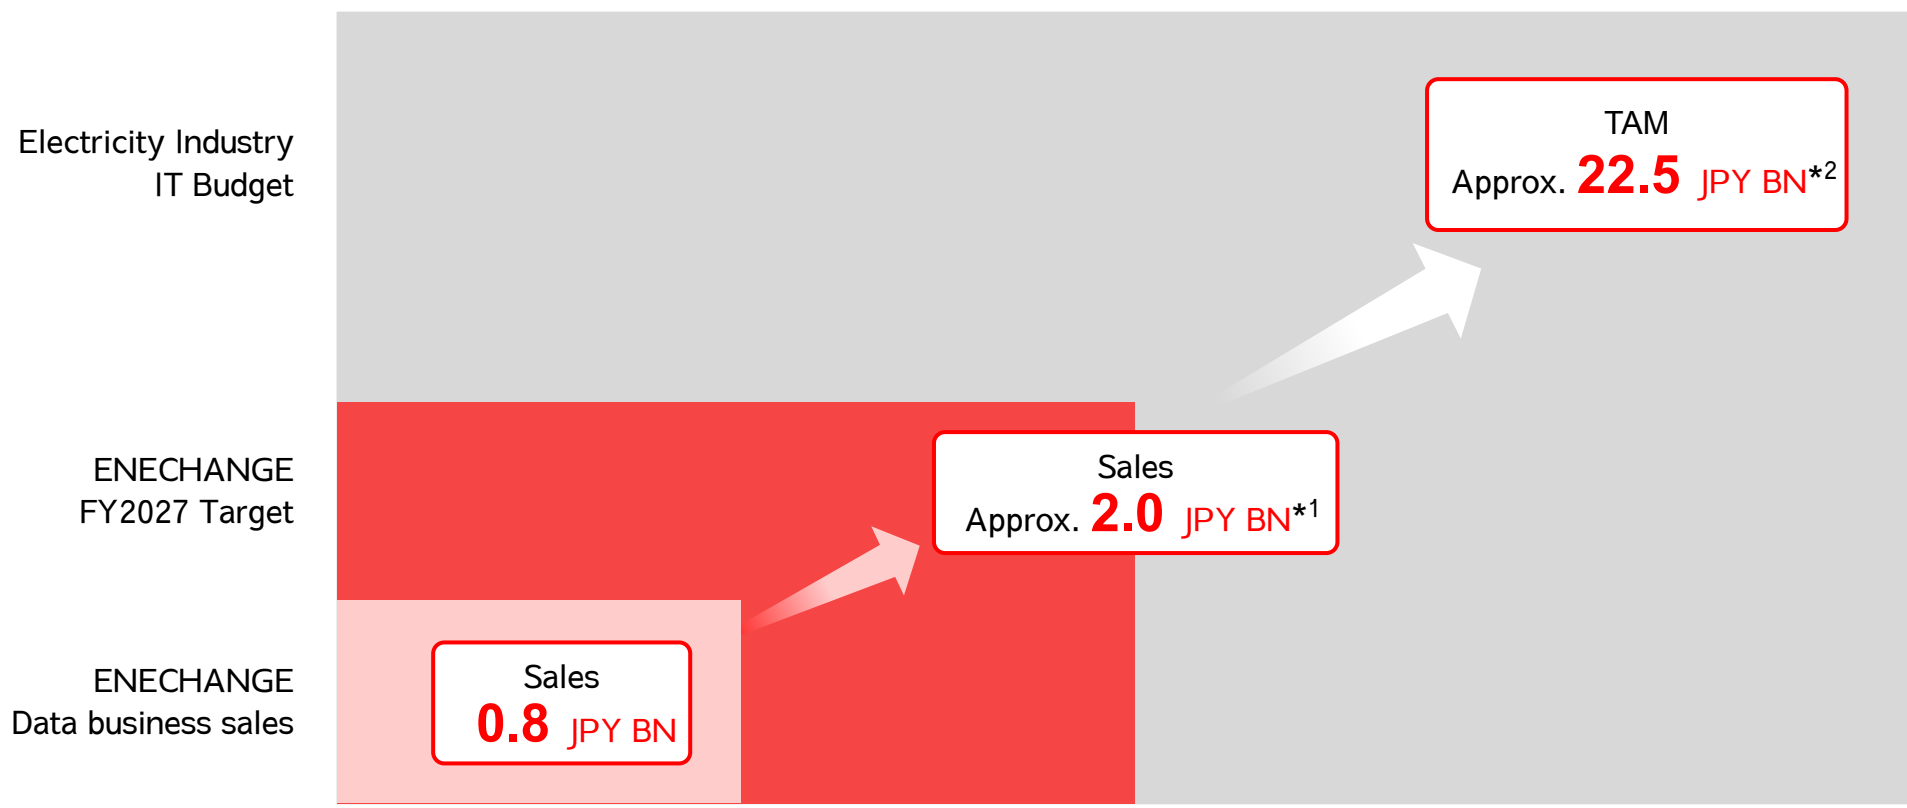 Electricity Industry
IT Budget
TAM
Approx. 22.5 JPY BN*2
ENECHANGE
FY2027 Target
Sales
Approx. 2.0 JPY BN*1
ENECHANGE
Data business sales
Sales
0.8 JPY BN